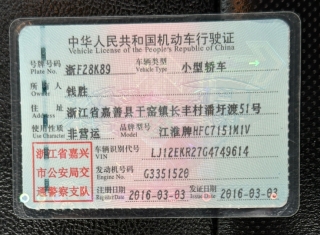 中华人民共和国机动车行驶证
Vehicle License of the People's Republic of China
号牌号码 浙F28K89 车辆类型 小型轿车
Plate No. Vehicle Type
所有人 钱胜
Owner
住址 浙江省嘉善县干窑镇长丰村潘圩渡51号
Address
使用性质 非营运 品牌型号 江淮牌HFC7151M1V
Use Character Model
浙江省嘉兴
市公安局交
通警察支队
车辆识别代号 LJ12EKR27G4749614
VIN
发动机号码 G3351520
Engine No.
注册日期 2016-03-03 发证日期 2016-03-03
Register Date Issue Date